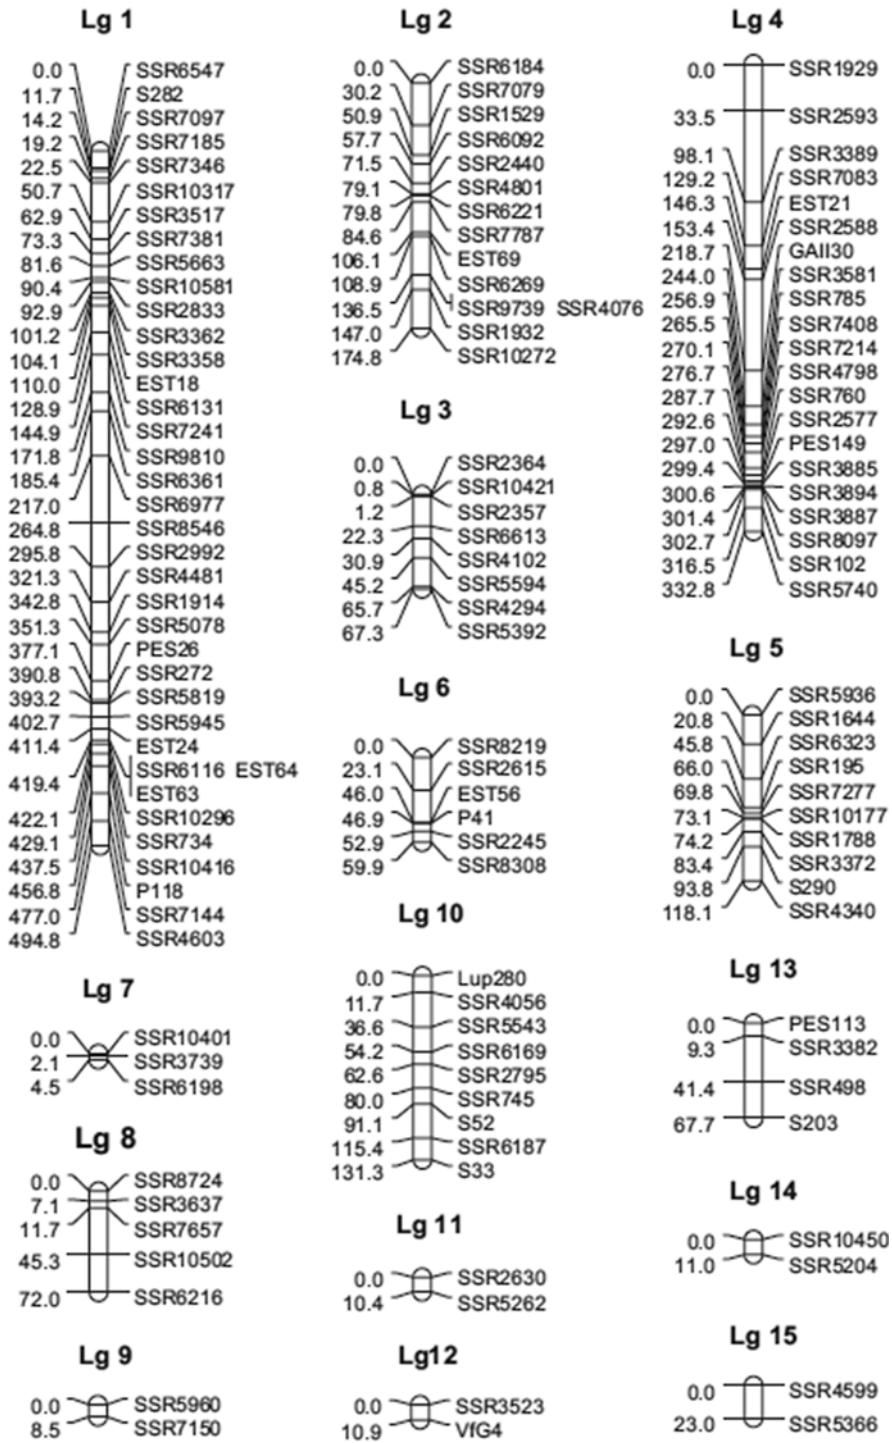 Lg 1
0.0 SSR6547
11.7 S282
14.2 SSR7097
19.2 SSR7185
22.5 SSR7346
50.7 SSR10317
62.9 SSR3517
73.3 SSR7381
81.6 SSR5663
90.4 SSR10581
92.9 SSR2833
101.2 SSR3362
104.1 SSR3358
110.0 EST18
128.9 SSR6131
144.9 SSR7241
171.8 SSR9810
185.4 SSR6361
217.0 SSR6977
264.8 SSR8546
295.8 SSR2992
321.3 SSR4481
342.8 SSR1914
351.3 SSR5078
377.1 PES26
390.8 SSR272
393.2 SSR5819
402.7 SSR5945
411.4 EST24
419.4 SSR6116 EST64
EST63
422.1 SSR10296
429.1 SSR734
437.5 SSR10416
456.8 P118
477.0 SSR7144
494.8 SSR4603
Lg 7
0.0 SSR10401
2.1 SSR3739
4.5 SSR6198
Lg 8
0.0 SSR8724
7.1 SSR3637
11.7 SSR7657
45.3 SSR10502
72.0 SSR6216
Lg 9
0.0 SSR5960
8.5 SSR7150
Lg 2
0.0 SSR6184
30.2 SSR7079
50.9 SSR1529
57.7 SSR6092
71.5 SSR2440
79.1 SSR4801
79.8 SSR6221
84.6 SSR7787
106.1 EST69
108.9 SSR6269
136.5 SSR9739 SSR4076
147.0 SSR1932
174.8 SSR10272
Lg 3
0.0 SSR2364
0.8 SSR10421
1.2 SSR2357
22.3 SSR6613
30.9 SSR4102
45.2 SSR5594
65.7 SSR4294
67.3 SSR5392
Lg 6
0.0 SSR8219
23.1 SSR2615
46.0 EST56
46.9 P41
52.9 SSR2245
59.9 SSR8308
Lg 10
0.0 Lup280
11.7 SSR4056
36.6 SSR5543
54.2 SSR6169
62.6 SSR2795
80.0 SSR745
91.1 S52
115.4 SSR6187
131.3 S33
Lg 11
0.0 SSR2630
10.4 SSR5262
Lg12
0.0 SSR3523
10.9 VfG4
Lg 4
0.0 SSR1929
33.5 SSR2593
98.1 SSR3389
129.2 SSR7083
146.3 EST21
153.4 SSR2588
218.7 GAII30
244.0 SSR3581
256.9 SSR785
265.5 SSR7408
270.1 SSR7214
276.7 SSR4798
287.7 SSR760
292.6 SSR2577
297.0 PES149
299.4 SSR3885
300.6 SSR3894
301.4 SSR3887
302.7 SSR8097
316.5 SSR102
332.8 SSR5740
Lg 5
0.0 SSR5936
20.8 SSR1644
45.8 SSR6323
66.0 SSR195
69.8 SSR7277
73.1 SSR10177
74.2 SSR1788
83.4 SSR3372
93.8 S290
118.1 SSR4340
Lg 13
0.0 PES113
9.3 SSR3382
41.4 SSR498
67.7 S203
Lg 14
0.0 SSR10450
11.0 SSR5204
Lg 15
0.0 SSR4599
23.0 SSR5366